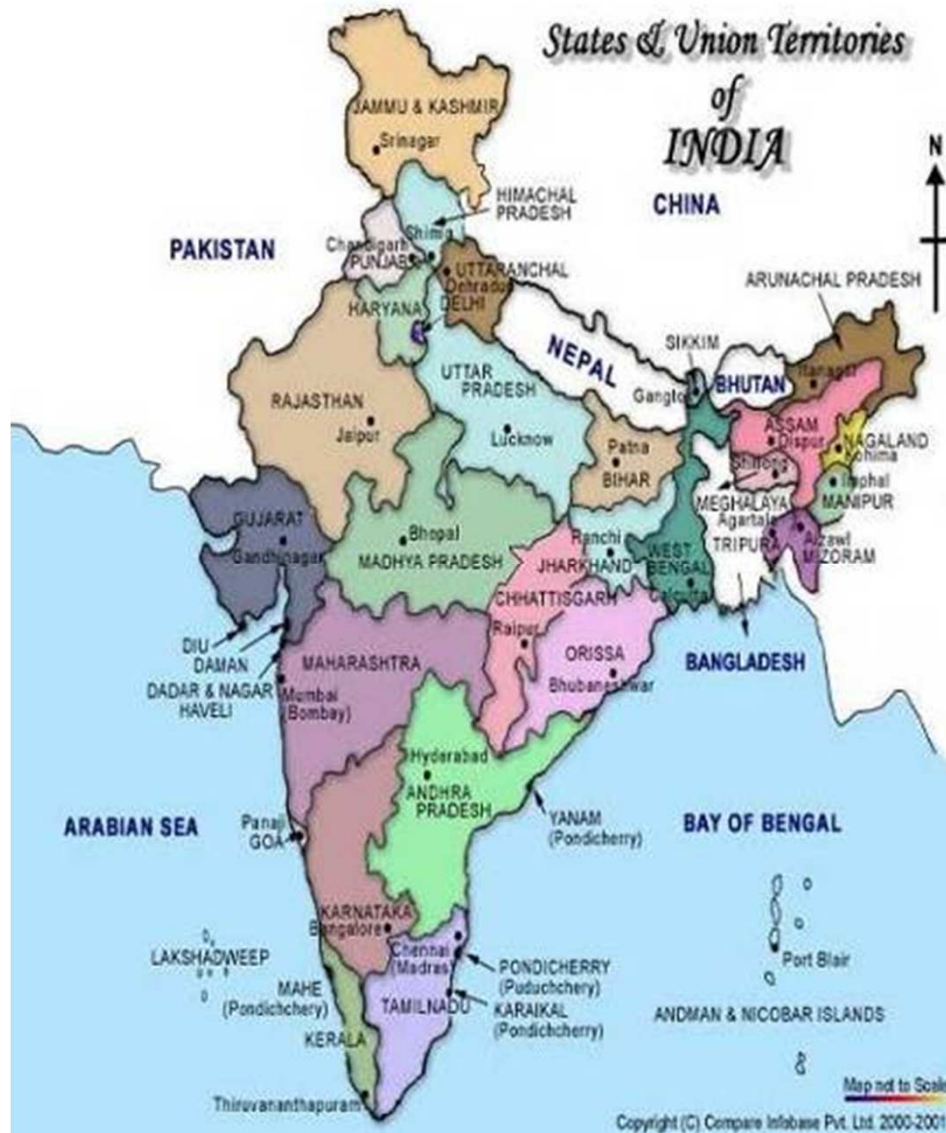 States & Union Territories
of
INDIA
N
JAMMU & KASHMIR
Srinagar
HIMACHAL
PRADESH
CHINA
PAKISTAN
Shimla
Chandigarh
PUNJAB
UTTARANCHAL
Dehradun
DELHI
HARYANA
ARUNACHAL PRADESH
SIKKIM
NEPAL
BHUTAN
Itanagar
UTTAR
PRADESH
Gangto
RAJASTHAN
Jaipur
Lucknow
ASSAM
Dispur
NAGALAND
Kohima
Patna
BIHAR
Shillong
Imphal
MEGHALAYA
MANIPUR
GUJARAT
Gandhinagar
Bhopal
MADHYA PRADESH
Ranchi
JHARKHAND
WEST
BENGAL
Calcutta
Agartala
TRIPURA
Aizawl
MIZORAM
CHHATTISGARH
Raipur
ORISSA
Bhubaneshwar
DIU
DAMAN
DADAR & NAGAR
HAVELI
MAHARASHTRA
Mumbai
(Bombay)
BANGLADESH
Hyderabad
ANDHRA
PRADESH
ARABIAN SEA
Panaji
GOA
YANAM
(Pondicherry)
BAY OF BENGAL
KARNATAKA
Bangalore
LAKSHADWEEP
Chennai
(Madras)
PONDICHERRY
(Puduchchery)
Port Blair
MAHE
(Pondichchery)
TAMILNADU
KARAIKAL
(Pondichcherry)
ANDMAN & NICOBAR ISLANDS
KERALA
Thiruvananthapuram
Map not to Scale
Copyright (C) Compare Infobase Pvt. Ltd. 2000-2001